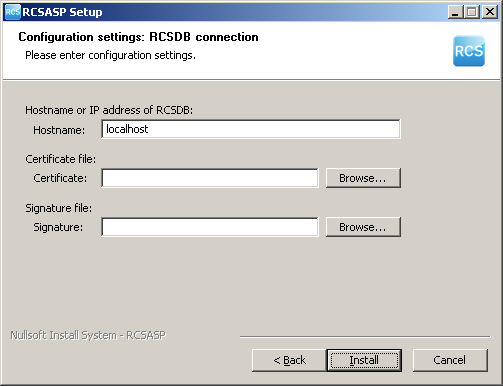 RCSASP Setup
Configuration settings: RCSDB connection
Please enter configuration settings.
RCS
Hostname or IP address of RCSDB:
Hostname: localhost
Certificate file:
Certificate: Browse...
Signature file:
Signature: Browse...
Nullsoft Install System - RCSASP
< Back Install Cancel